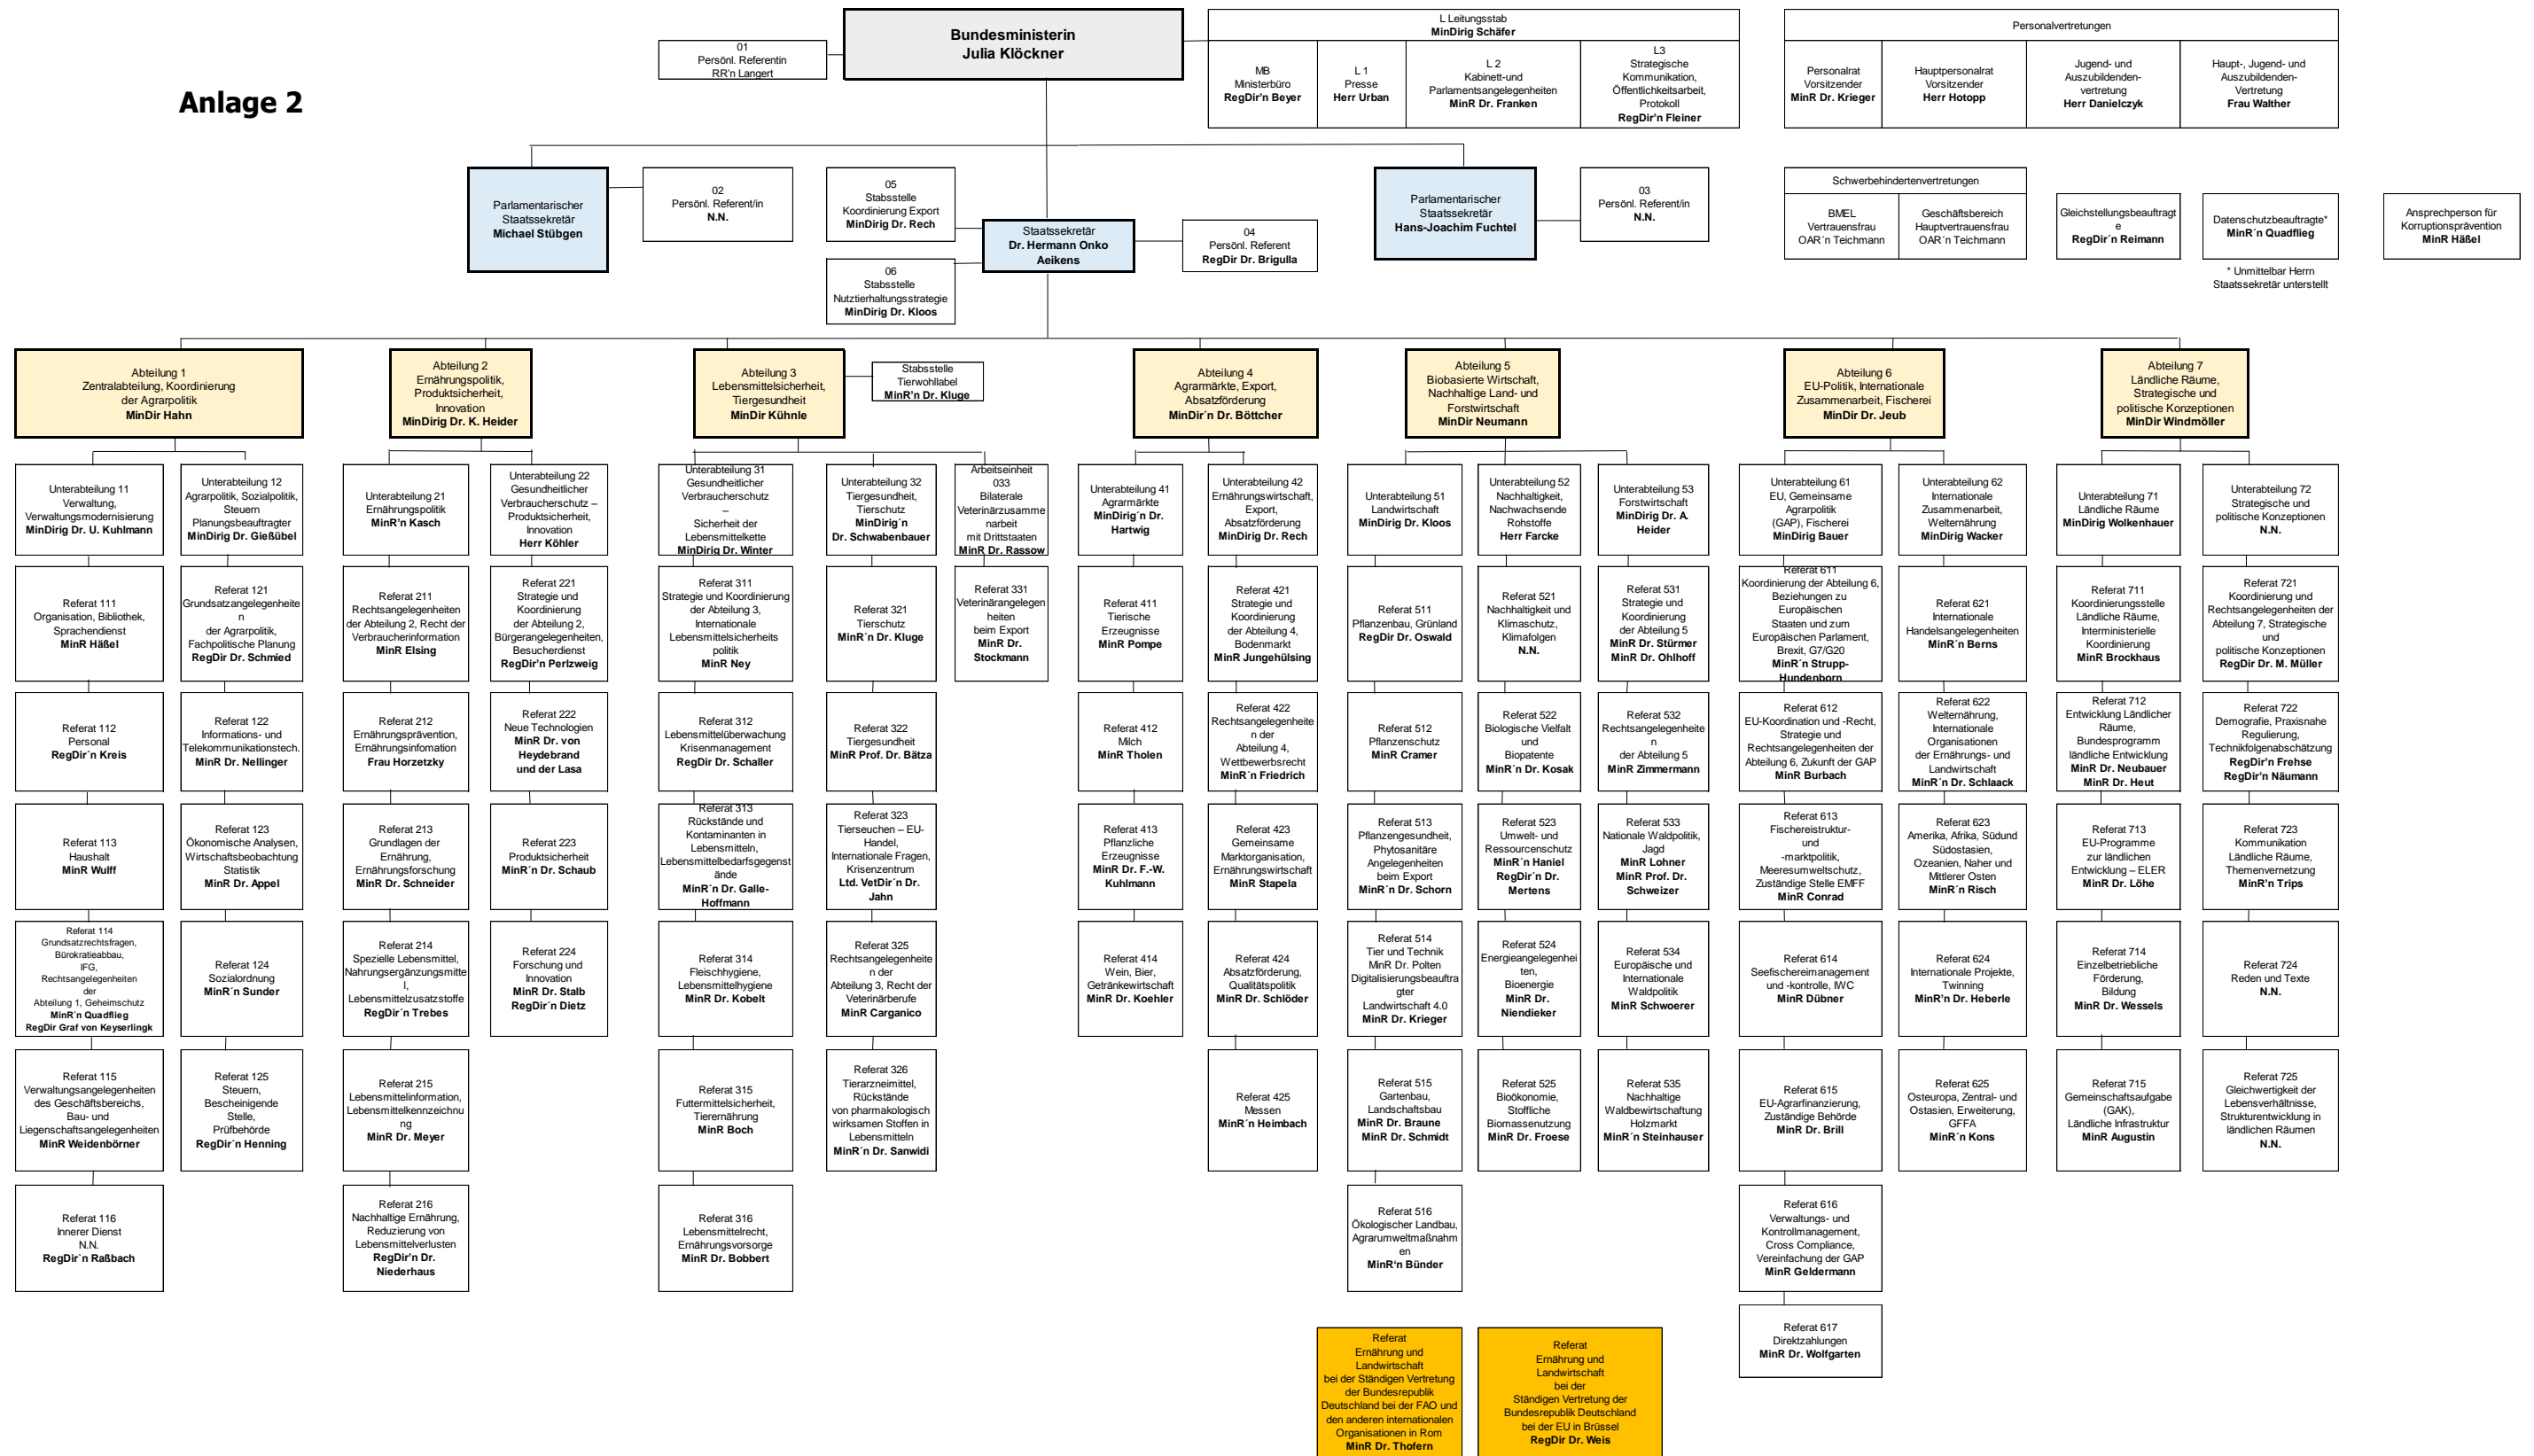 Anlage 2
01
Persönl. Referentin
RR'n Langert
Bundesministerin
Julia Klöckner
L Leitungsstab
MinDirig Schäfer
MB
Ministerbüro
RegDir'n Beyer
L 1
Presse
Herr Urban
L 2
Kabinett-und
Parlamentsangelegenheiten
MinR Dr. Franken
L3
Strategische
Kommunikation,
Öffentlichkeitsarbeit,
Protokoll
RegDir'n Fleiner
Personalvertretungen
Personalrat
Vorsitzender
MinR Dr. Krieger
Hauptpersonalrat
Vorsitzender
Herr Hotopp
Jugend- und
Auszubildenden-
vertretung
Herr Danielczyk
Haupt-, Jugend- und
Auszubildenden-
Vertretung
Frau Walther
Parlamentarischer
Staatssekretär
Michael Stübgen
02
Persönl. Referent/in
N.N.
05
Stabsstelle
Koordinierung Export
MinDirig Dr. Rech
Staatssekretär
Dr. Hermann Onko
Aeikens
04
Persönl. Referent
RegDir Dr. Brigulla
06
Stabsstelle
Nutztierhaltungsstrategie
MinDirig Dr. Kloos
Parlamentarischer
Staatssekretär
Hans-Joachim Fuchtel
03
Persönl. Referent/in
N.N.
Schwerbehindertenvertretungen
BMEL
Vertrauensfrau
OAR´n Teichmann
Geschäftsbereich
Hauptvertrauensfrau
OAR´n Teichmann
Gleichstellungsbeauftragt
e
RegDir´n Reimann
Datenschutzbeauftragte*
MinR´n Quadflieg
* Unmittelbar Herrn
Staatssekretär unterstellt
Ansprechperson für
Korruptionsprävention
MinR Häßel
Abteilung 1
Zentralabteilung, Koordinierung
der Agrarpolitik
MinDir Hahn
Abteilung 2
Ernährungspolitik,
Produktsicherheit,
Innovation
MinDirig Dr. K. Heider
Abteilung 3
Lebensmittelsicherheit,
Tiergesundheit
MinDir Kühnle
Stabsstelle
Tierwohllabel
MinR'n Dr. Kluge
Abteilung 4
Agrarmärkte, Export,
Absatzförderung
MinDir´n Dr. Böttcher
Abteilung 5
Biobasierte Wirtschaft,
Nachhaltige Land- und
Forstwirtschaft
MinDir Neumann
Abteilung 6
EU-Politik, Internationale
Zusammenarbeit, Fischerei
MinDir Dr. Jeub
Abteilung 7
Ländliche Räume,
Strategische und
politische Konzeptionen
MinDir Windmöller
Unterabteilung 11
Verwaltung,
Verwaltungsmodernisierung
MinDirig Dr. U. Kuhlmann
Unterabteilung 12
Agrarpolitik, Sozialpolitik,
Steuern
Planungsbeauftragter
MinDirig Dr. Gießübel
Unterabteilung 21
Ernährungspolitik
MinR'n Kasch
Unterabteilung 22
Gesundheitlicher
Verbraucherschutz –
Produktsicherheit,
Innovation
Herr Köhler
Unterabteilung 31
Gesundheitlicher
Verbraucherschutz
–
Sicherheit der
Lebensmittelkette
MinDirig Dr. Winter
Unterabteilung 32
Tiergesundheit,
Tierschutz
MinDirig´n
Dr. Schwabenbauer
Arbeitseinheit
033
Bilaterale
Veterinärzusamme
narbeit
mit Drittstaaten
MinR Dr. Rassow
Unterabteilung 41
Agrarmärkte
MinDirig´n Dr.
Hartwig
Unterabteilung 42
Ernährungswirtschaft,
Export,
Absatzförderung
MinDirig Dr. Rech
Unterabteilung 51
Landwirtschaft
MinDirig Dr. Kloos
Unterabteilung 52
Nachhaltigkeit,
Nachwachsende
Rohstoffe
Herr Farcke
Unterabteilung 53
Forstwirtschaft
MinDirig Dr. A.
Heider
Unterabteilung 61
EU, Gemeinsame
Agrarpolitik
(GAP), Fischerei
MinDirig Bauer
Unterabteilung 62
Internationale
Zusammenarbeit,
Welternährung
MinDirig Wacker
Unterabteilung 71
Ländliche Räume
MinDirig Wolkenhauer
Unterabteilung 72
Strategische und
politische Konzeptionen
N.N.
Referat 111
Organisation, Bibliothek,
Sprachendienst
MinR Häßel
Referat 121
Grundsatzangelegenheite
n
der Agrarpolitik,
Fachpolitische Planung
RegDir Dr. Schmied
Referat 211
Rechtsangelegenheiten
der Abteilung 2, Recht der
Verbraucherinformation
MinR Elsing
Referat 221
Strategie und
Koordinierung
der Abteilung 2,
Bürgerangelegenheiten,
Besucherdienst
RegDir'n Perlzweig
Referat 311
Strategie und Koordinierung
der Abteilung 3,
Internationale
Lebensmittelsicherheits
politik
MinR Ney
Referat 321
Tierschutz
MinR´n Dr. Kluge
Referat 331
Veterinärangelegen
heiten
beim Export
MinR Dr.
Stockmann
Referat 411
Tierische
Erzeugnisse
MinR Pompe
Referat 421
Strategie und
Koordinierung
der Abteilung 4,
Bodenmarkt
MinR Jungehülsing
Referat 511
Pflanzenbau, Grünland
RegDir Dr. Oswald
Referat 521
Nachhaltigkeit und
Klimaschutz,
Klimafolgen
N.N.
Referat 531
Strategie und
Koordinierung
der Abteilung 5
MinR Dr. Stürmer
MinR Dr. Ohlhoff
Referat 611
Koordinierung der Abteilung 6,
Beziehungen zu
Europäischen
Staaten und zum
Europäischen Parlament,
Brexit, G7/G20
MinR´n Strupp-
Hundenborn
Referat 621
Internationale
Handelsangelegenheiten
MinR´n Berns
Referat 711
Koordinierungsstelle
Ländliche Räume,
Interministerielle
Koordinierung
MinR Brockhaus
Referat 721
Koordinierung und
Rechtsangelegenheiten der
Abteilung 7, Strategische
und
politische Konzeptionen
RegDir Dr. M. Müller
Referat 112
Personal
RegDir´n Kreis
Referat 122
Informations- und
Telekommunikationstech.
MinR Dr. Nellinger
Referat 212
Ernährungsprävention,
Ernährungsinfomation
Frau Horzetzky
Referat 222
Neue Technologien
MinR Dr. von
Heydebrand
und der Lasa
Referat 312
Lebensmittelüberwachung
Krisenmanagement
RegDir Dr. Schaller
Referat 322
Tiergesundheit
MinR Prof. Dr. Bätza
Referat 412
Milch
MinR Tholen
Referat 422
Rechtsangelegenheite
n der
Abteilung 4,
Wettbewerbsrecht
MinR´n Friedrich
Referat 512
Pflanzenschutz
MinR Cramer
Referat 522
Biologische Vielfalt
und
Biopatente
MinR´n Dr. Kosak
Referat 532
Rechtsangelegenheite
n
der Abteilung 5
MinR Zimmermann
Referat 612
EU-Koordination und -Recht,
Strategie und
Rechtsangelegenheiten der
Abteilung 6, Zukunft der GAP
MinR Burbach
Referat 622
Welternährung,
Internationale
Organisationen
der Ernährungs- und
Landwirtschaft
MinR´n Dr. Schlaack
Referat 712
Entwicklung Ländlicher
Räume,
Bundesprogramm
ländliche Entwicklung
MinR Dr. Neubauer
MinR Dr. Heut
Referat 722
Demografie, Praxisnahe
Regulierung,
Technikfolgenabschätzung
RegDir'n Frehse
RegDir'n Näumann
Referat 113
Haushalt
MinR Wulff
Referat 123
Ökonomische Analysen,
Wirtschaftsbeobachtung
Statistik
MinR Dr. Appel
Referat 213
Grundlagen der
Ernährung,
Ernährungsforschung
MinR Dr. Schneider
Referat 223
Produktsicherheit
MinR´n Dr. Schaub
Referat 313
Rückstände und
Kontaminanten in
Lebensmitteln,
Lebensmittelbedarfsgegenst
ände
MinR´n Dr. Galle-
Hoffmann
Referat 323
Tierseuchen – EU-
Handel,
Internationale Fragen,
Krisenzentrum
Ltd. VetDir´n Dr.
Jahn
Referat 413
Pflanzliche
Erzeugnisse
MinR Dr. F.-W.
Kuhlmann
Referat 423
Gemeinsame
Marktorganisation,
Ernährungswirtschaft
MinR Stapela
Referat 513
Pflanzengesundheit,
Phytosanitäre
Angelegenheiten
beim Export
MinR´n Dr. Schorn
Referat 523
Umwelt- und
Ressourcenschutz
MinR´n Haniel
RegDir´n Dr.
Mertens
Referat 533
Nationale Waldpolitik,
Jagd
MinR Lohner
MinR Prof. Dr.
Schweizer
Referat 613
Fischereistruktur-
und
-marktpolitik,
Meeresumweltschutz,
Zuständige Stelle EMFF
MinR Conrad
Referat 623
Amerika, Afrika, Südund
Südostasien,
Ozeanien, Naher und
Mittlerer Osten
MinR´n Risch
Referat 713
EU-Programme
zur ländlichen
Entwicklung – ELER
MinR Dr. Löhe
Referat 723
Kommunikation
Ländliche Räume,
Themenvernetzung
MinR'n Trips
Referat 114
Grundsatzrechtsfragen,
Bürokratieabbau,
IFG,
Rechtsangelegenheiten
der
Abteilung 1, Geheimschutz
MinR´n Quadflieg
RegDir Graf von Keyserlingk
Referat 124
Sozialordnung
MinR´n Sunder
Referat 214
Spezielle Lebensmittel,
Nahrungsergänzungsmitte
l,
Lebensmittelzusatzstoffe
RegDir´n Trebes
Referat 224
Forschung und
Innovation
MinR Dr. Stalb
RegDir´n Dietz
Referat 314
Fleischhygiene,
Lebensmittelhygiene
MinR Dr. Kobelt
Referat 325
Rechtsangelegenheite
n der
Abteilung 3, Recht der
Veterinärberufe
MinR Carganico
Referat 414
Wein, Bier,
Getränkewirtschaft
MinR Dr. Koehler
Referat 424
Absatzförderung,
Qualitätspolitik
MinR Dr. Schlöder
Referat 514
Tier und Technik
MinR Dr. Polten
Digitalisierungsbeauftra
gter
Landwirtschaft 4.0
MinR Dr. Krieger
Referat 524
Energieangelegenhei
ten,
Bioenergie
MinR Dr.
Niendieker
Referat 534
Europäische und
Internationale
Waldpolitik
MinR Schwoerer
Referat 614
Seefischereimanagement
und -kontrolle, IWC
MinR Dübner
Referat 624
Internationale Projekte,
Twinning
MinR'n Dr. Heberle
Referat 714
Einzelbetriebliche
Förderung,
Bildung
MinR Dr. Wessels
Referat 724
Reden und Texte
N.N.
Referat 115
Verwaltungsangelegenheiten
des Geschäftsbereichs,
Bau- und
Liegenschaftsangelegenheiten
MinR Weidenbörner
Referat 125
Steuern,
Bescheinigende
Stelle,
Prüfbehörde
RegDir´n Henning
Referat 215
Lebensmittelinformation,
Lebensmittelkennzeichnu
ng
MinR Dr. Meyer
Referat 315
Futtermittelsicherheit,
Tierernährung
MinR Boch
Referat 326
Tierarzneimittel,
Rückstände
von pharmakologisch
wirksamen Stoffen in
Lebensmitteln
MinR´n Dr. Sanwidi
Referat 425
Messen
MinR´n Heimbach
Referat 515
Gartenbau,
Landschaftsbau
MinR Dr. Braune
MinR Dr. Schmidt
Referat 525
Bioökonomie,
Stoffliche
Biomassenutzung
MinR Dr. Froese
Referat 535
Nachhaltige
Waldbewirtschaftung
Holzmarkt
MinR´n Steinhauser
Referat 615
EU-Agrarfinanzierung,
Zuständige Behörde
MinR Dr. Brill
Referat 625
Osteuropa, Zentral- und
Ostasien, Erweiterung,
GFFA
MinR´n Kons
Referat 715
Gemeinschaftsaufgabe
(GAK),
Ländliche Infrastruktur
MinR Augustin
Referat 725
Gleichwertigkeit der
Lebensverhältnisse,
Strukturentwicklung in
ländlichen Räumen
N.N.
Referat 116
Innerer Dienst
N.N.
RegDir`n Raßbach
Referat 216
Nachhaltige Ernährung,
Reduzierung von
Lebensmittelverlusten
RegDir'n Dr.
Niederhaus
Referat 316
Lebensmittelrecht,
Ernährungsvorsorge
MinR Dr. Bobbert
Referat 516
Ökologischer Landbau,
Agrarumweltmaßnahm
en
MinR‘n Bünder
Referat 616
Verwaltungs- und
Kontrollmanagement,
Cross Compliance,
Vereinfachung der GAP
MinR Geldermann
Referat 617
Direktzahlungen
MinR Dr. Wolfgarten
Referat
Ernährung und
Landwirtschaft
bei der Ständigen Vertretung
der Bundesrepublik
Deutschland bei der FAO und
den anderen internationalen
Organisationen in Rom
MinR Dr. Thofern
Referat
Ernährung und
Landwirtschaft
bei der
Ständigen Vertretung der
Bundesrepublik Deutschland
bei der EU in Brüssel
RegDir Dr. Weis